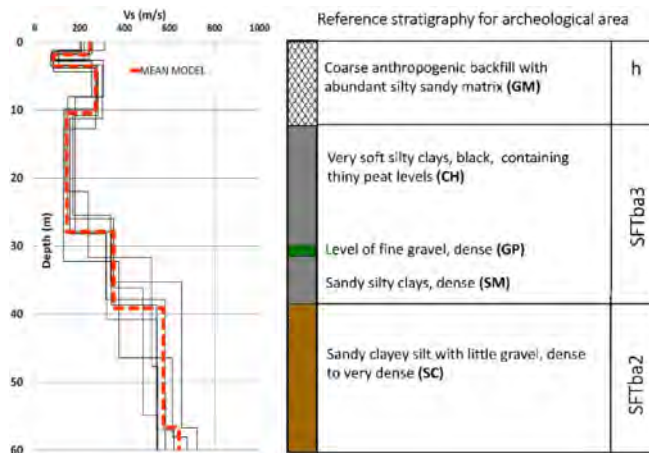 Vs (m/s)
0 200 400 600 800 1000
0
10
20
30
40
50
60
Depth (m)
MEAN MODEL
Reference stratigraphy for archeological area
Coarse anthropogenic backfill with
abundant silty sandy matrix (GM)
h
Very soft silty clays, black, containing
thiny peat levels (CH)
Level of fine gravel, dense (GP)
Sandy silty clays, dense (SM)
SFTba3
Sandy clayey silt with little gravel, dense
to very dense (SC)
SFTba2